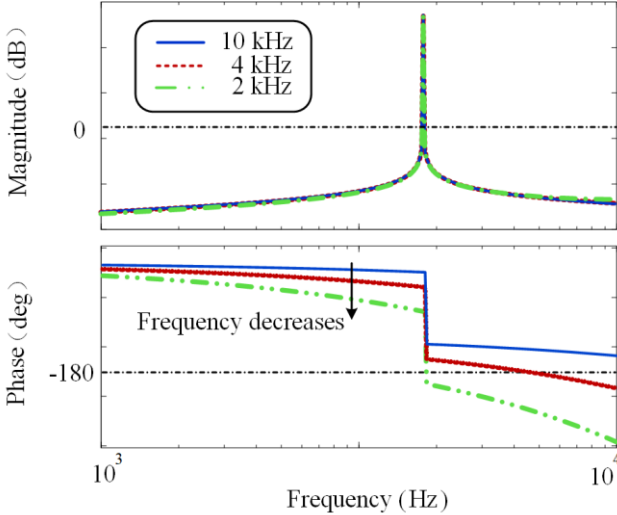 Magnitude (dB)
10 kHz
4 kHz
2 kHz
0
Phase (deg)
Frequency decreases
-180
10^3
10^4
Frequency (Hz)